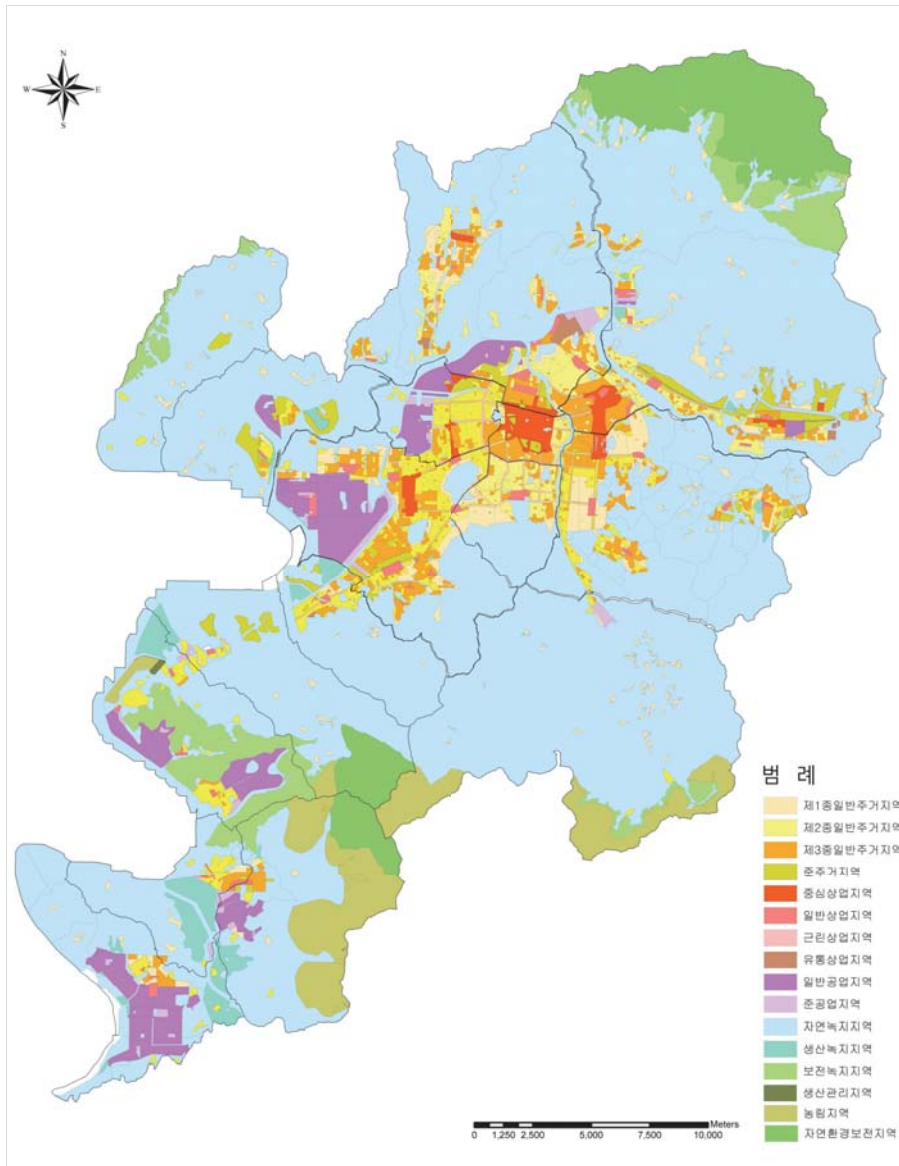 N
W E
S
범 례
제1종일반주거지역
제2종일반주거지역
제3종일반주거지역
준주거지역
중심상업지역
일반상업지역
근린상업지역
유통상업지역
일반공업지역
준공업지역
자연녹지지역
생산녹지지역
보전녹지지역
생산관리지역
농림지역
자연환경보전지역
Meters
0 1,250 2,500 5,000 7,500 10,000